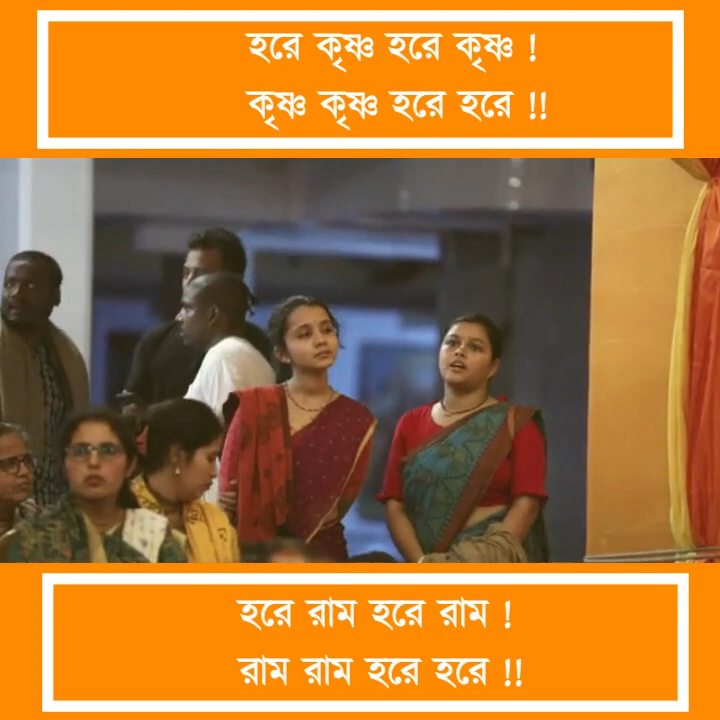 হরে কৃষ্ণ হরে কৃষ্ণ !
কৃষ্ণ কৃষ্ণ হরে হরে !!
হরে রাম হরে রাম !
রাম রাম হরে হরে !!